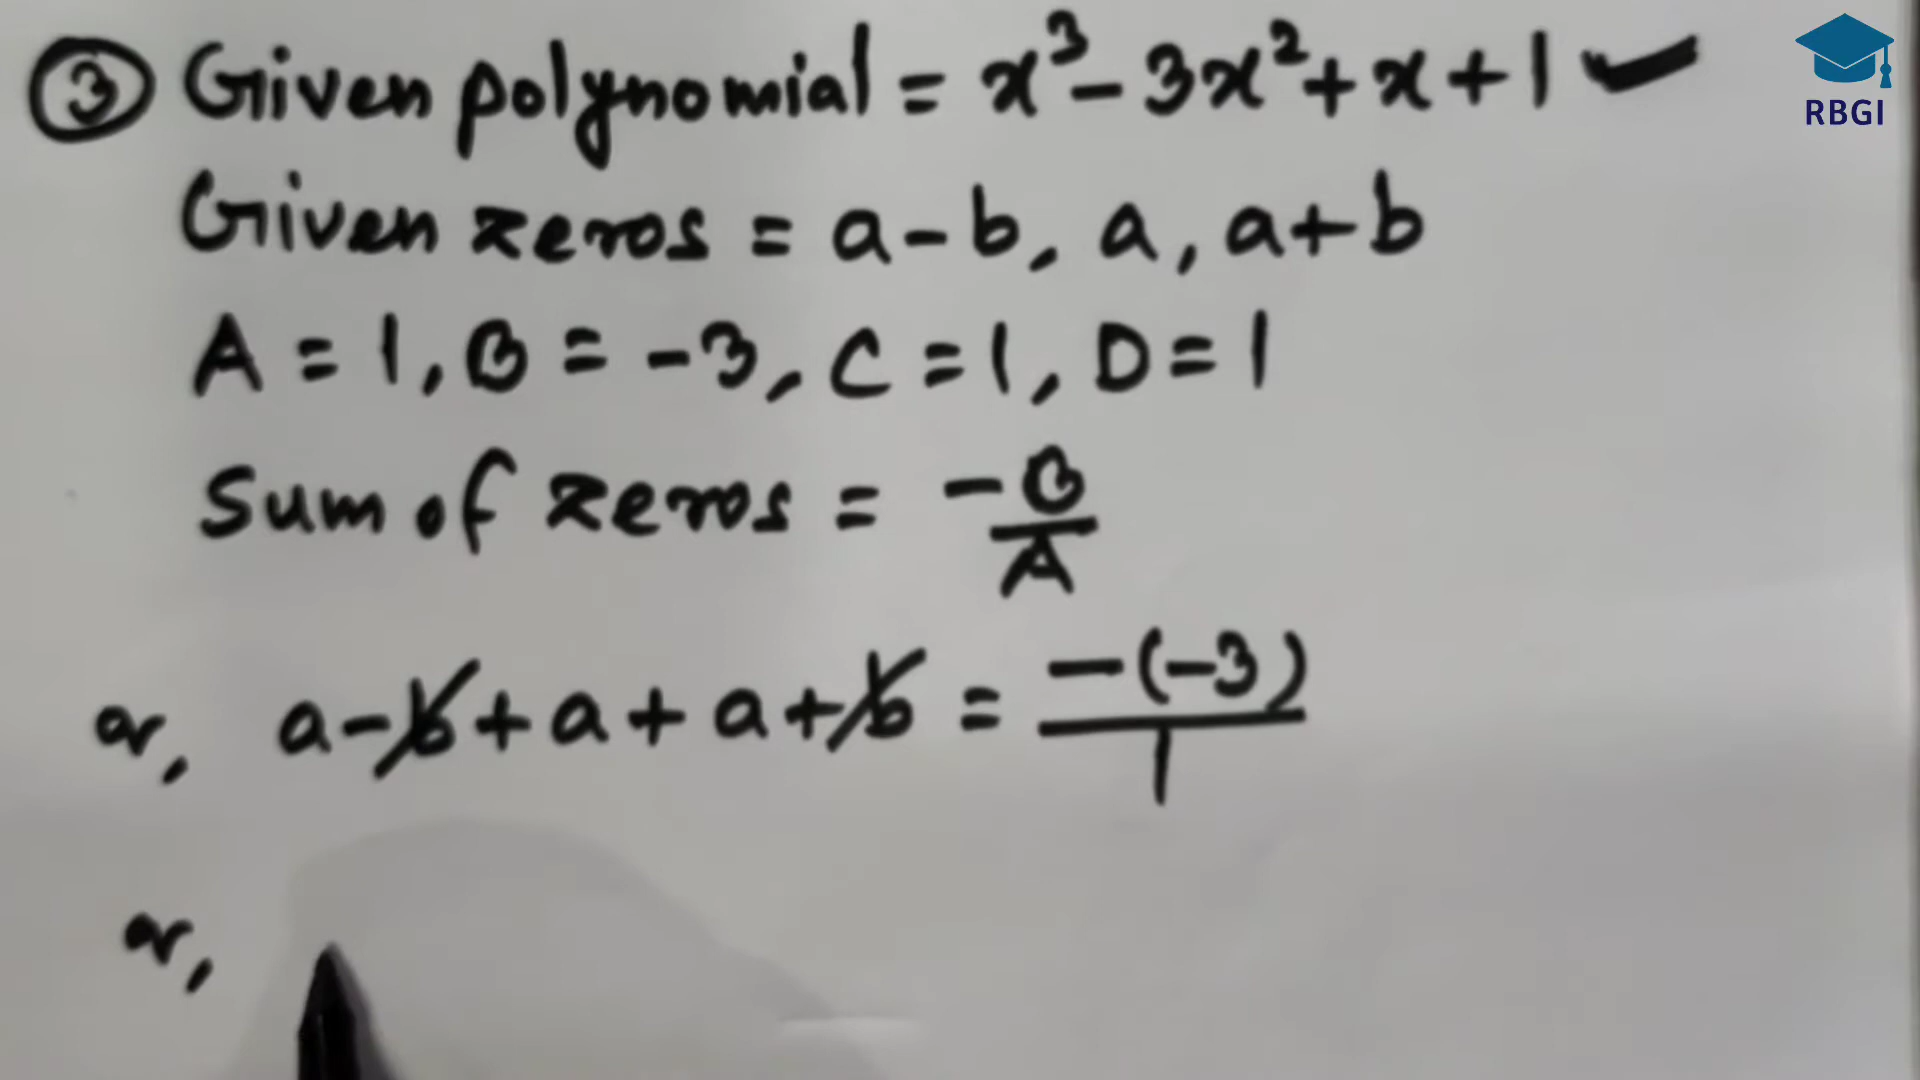 ③ Given polynomial = x³ - 3x² + x + 1 ✓
RBGI
Given zeros = a - b, a, a + b
A = 1, B = -3, C = 1, D = 1
Sum of zeros = -B/A
or, a - b + a + a + b = -(-3)/1
or,